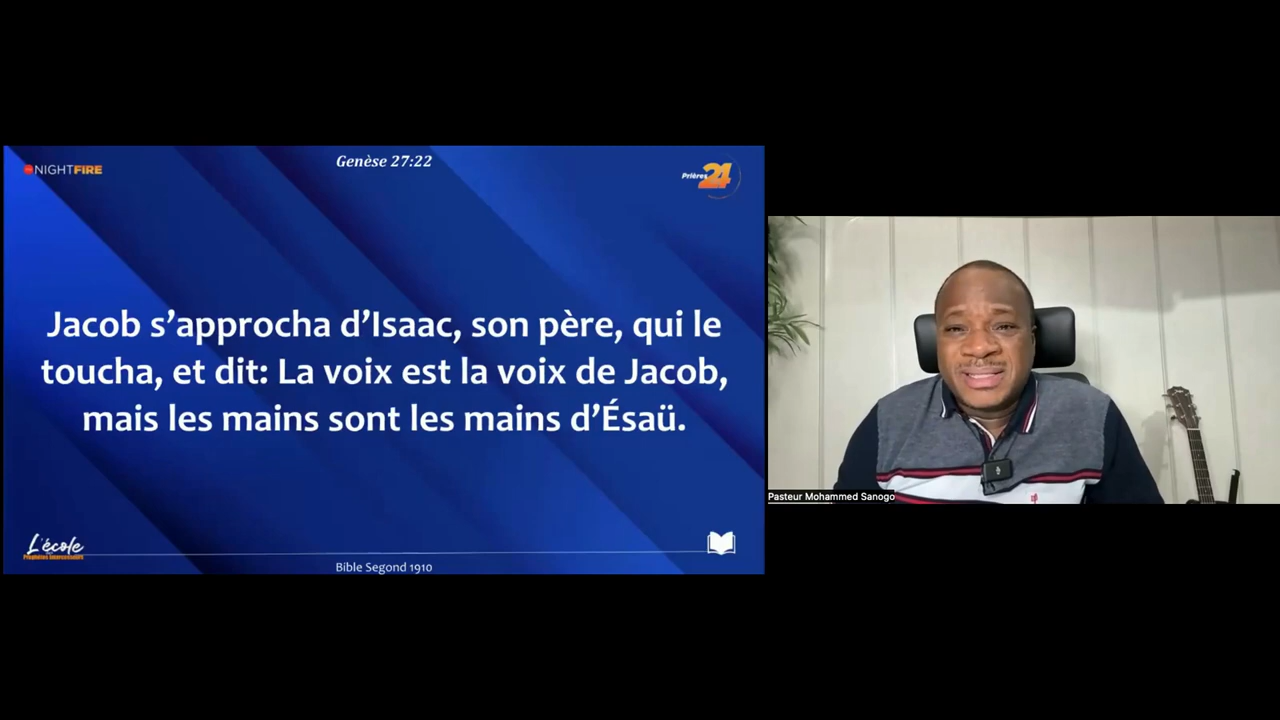 NIGHTFIRE
Genèse 27:22
Prières 24
Jacob s’approcha d’Isaac, son père, qui le
toucha, et dit: La voix est la voix de Jacob,
mais les mains sont les mains d’Ésaü.
L’école
Bible Segond 1910
Pasteur Mohammed Sanogo